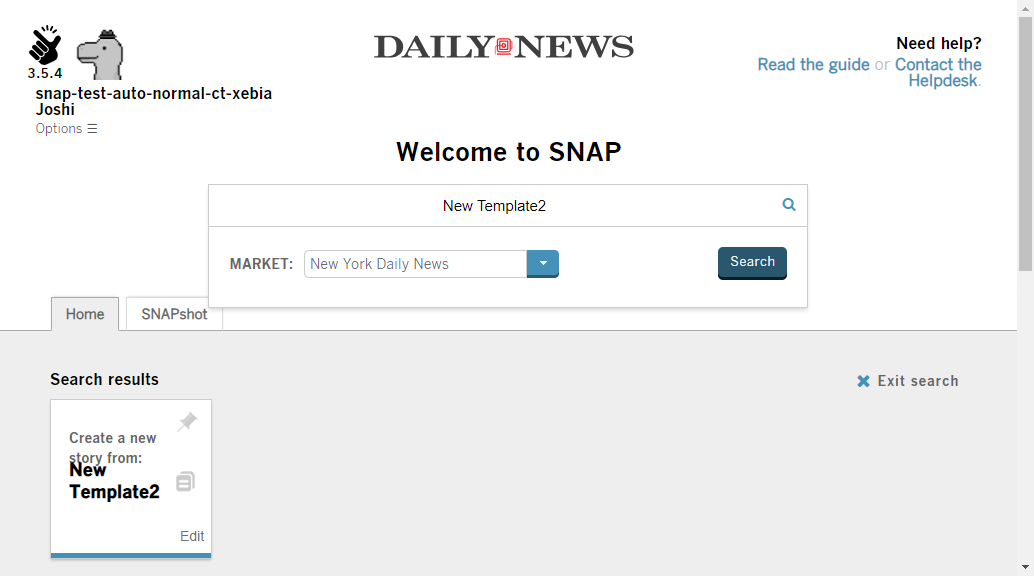 3.5.4
snap-test-auto-normal-ct-xebia
Joshi
Options ☰
DAILY NEWS
Need help?
Read the guide or Contact the
Helpdesk.
Welcome to SNAP
New Template2
MARKET: New York Daily News
Search
Home
SNAPshot
Search results
Exit search
Create a new
story from:
New
Template2
Edit